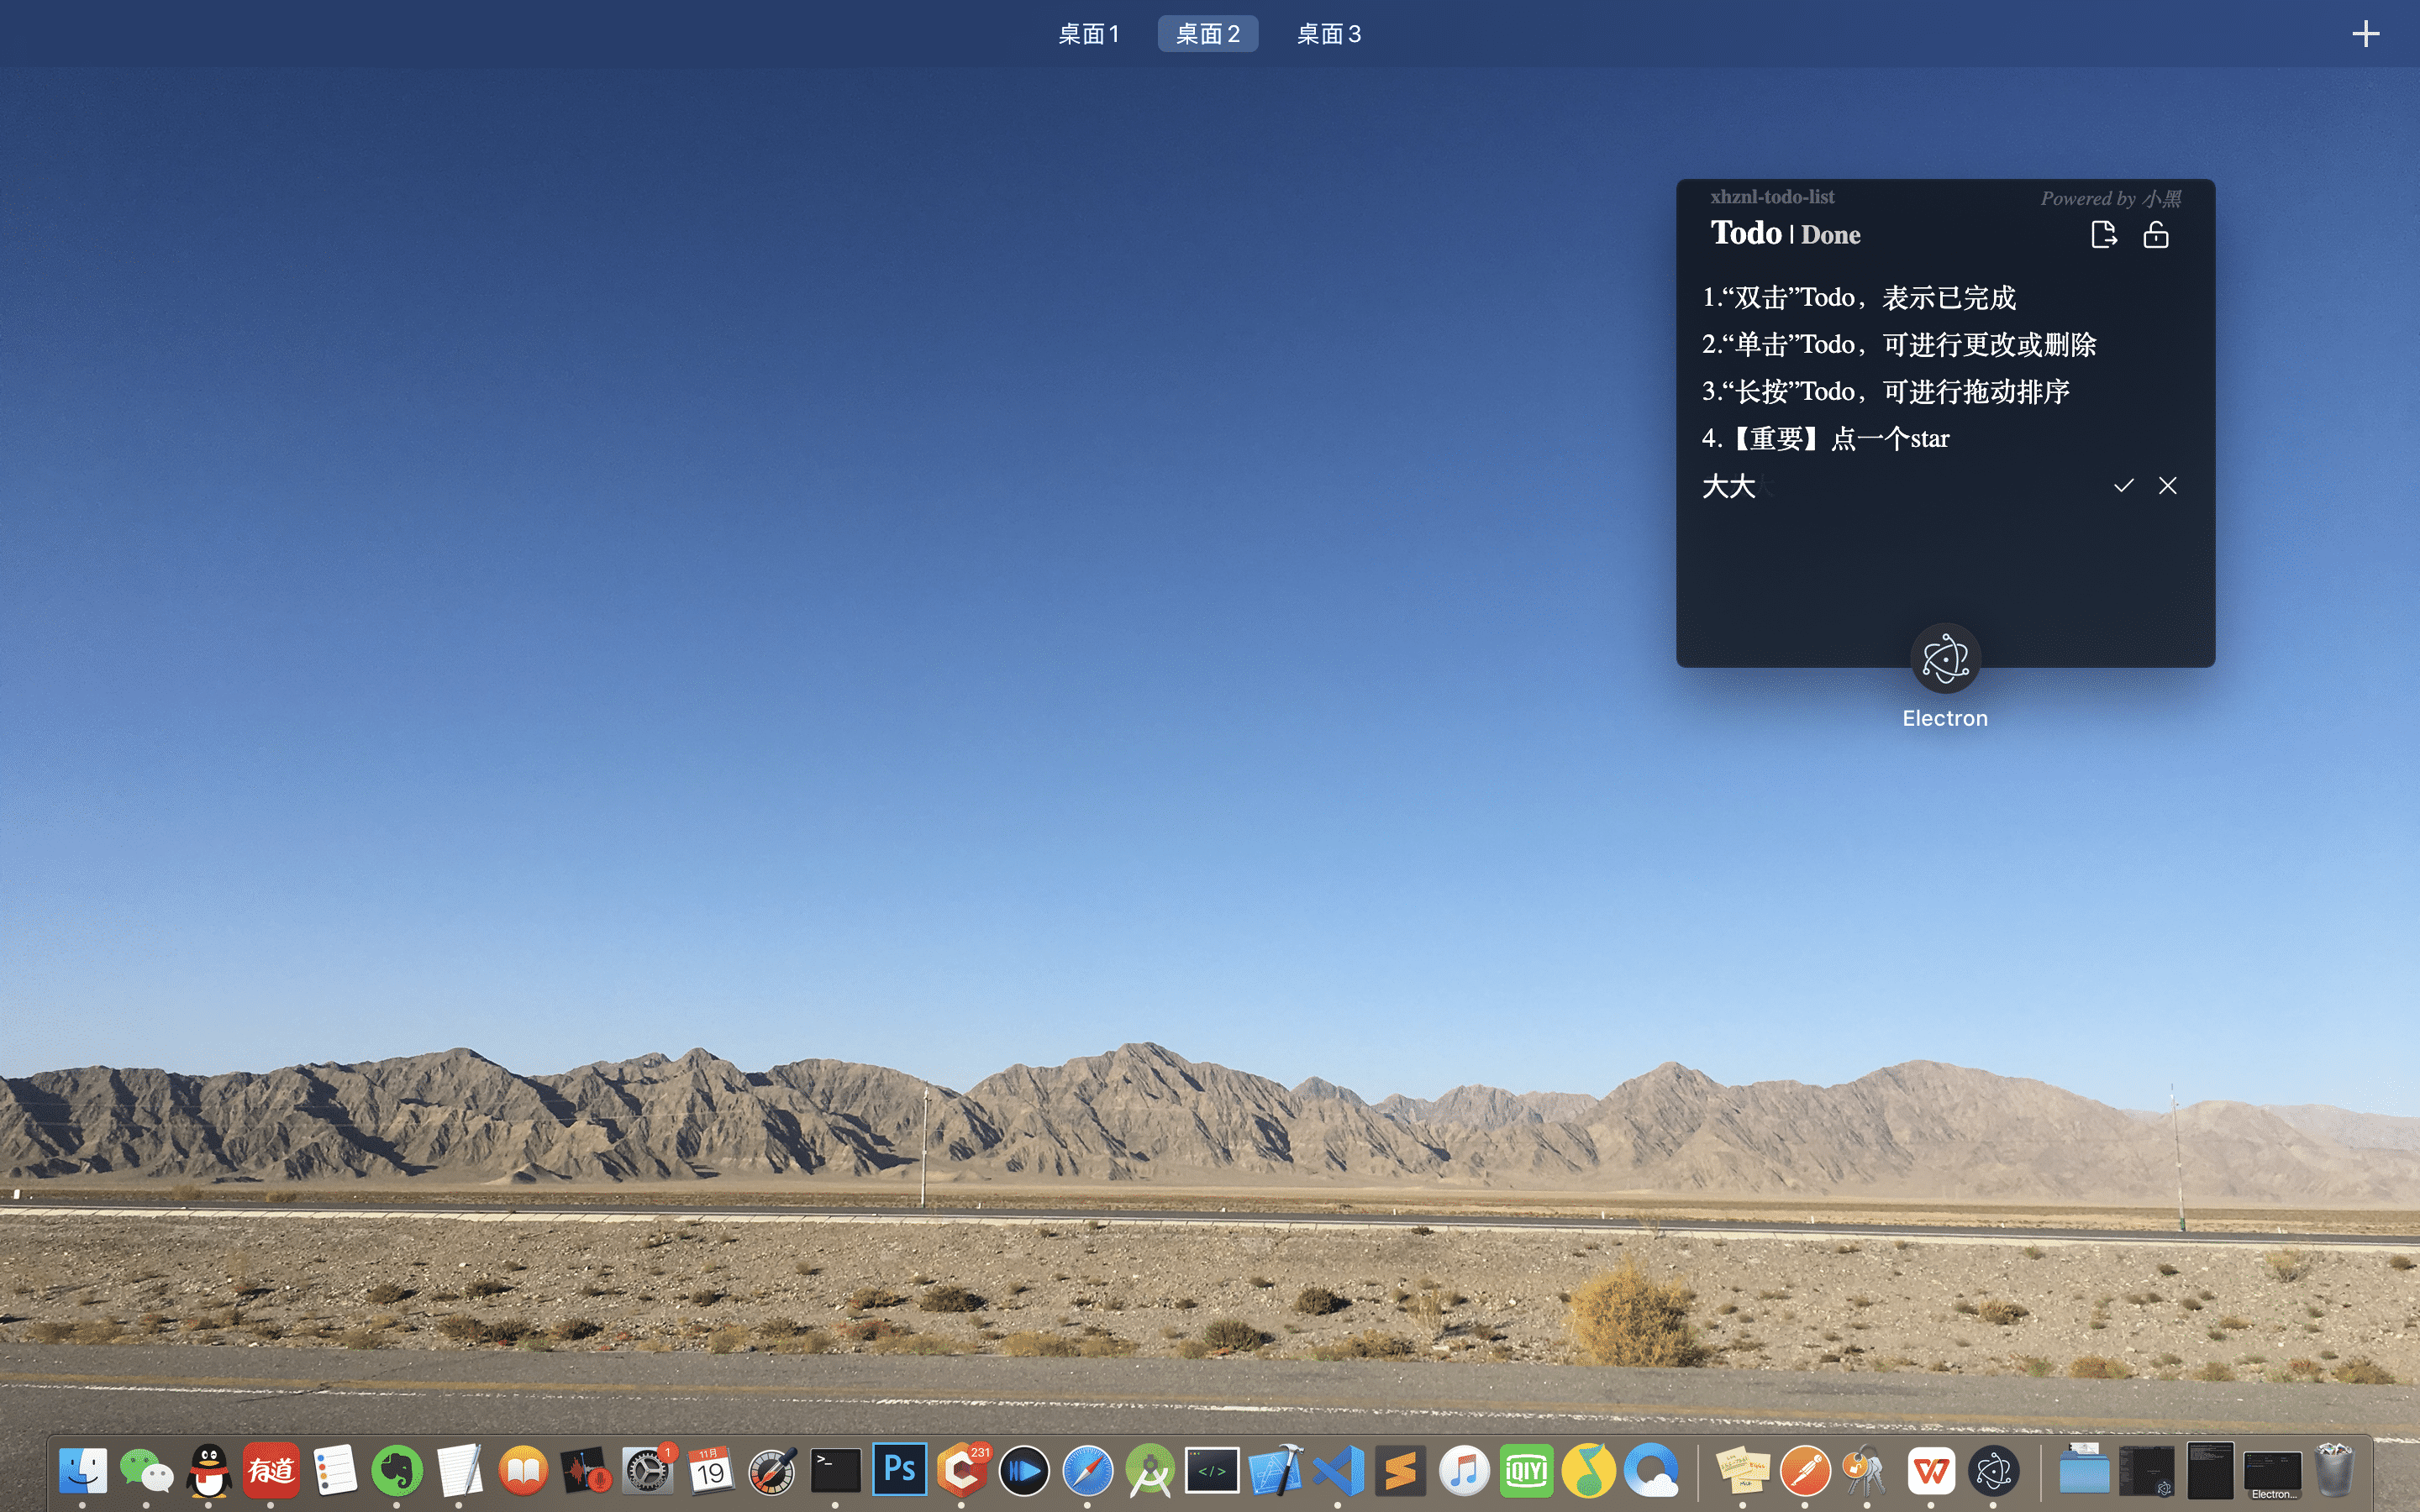 桌面1 桌面2 桌面3
xhznl-todo-list Powered by 小黑
Todo | Done
1.“双击”Todo，表示已完成
2.“单击”Todo，可进行更改或删除
3.“长按”Todo，可进行拖动排序
4.【重要】点一个star
大大
Electron
有道
1
11月
19
>_
Ps
231
</>
iQIYI
Electron...